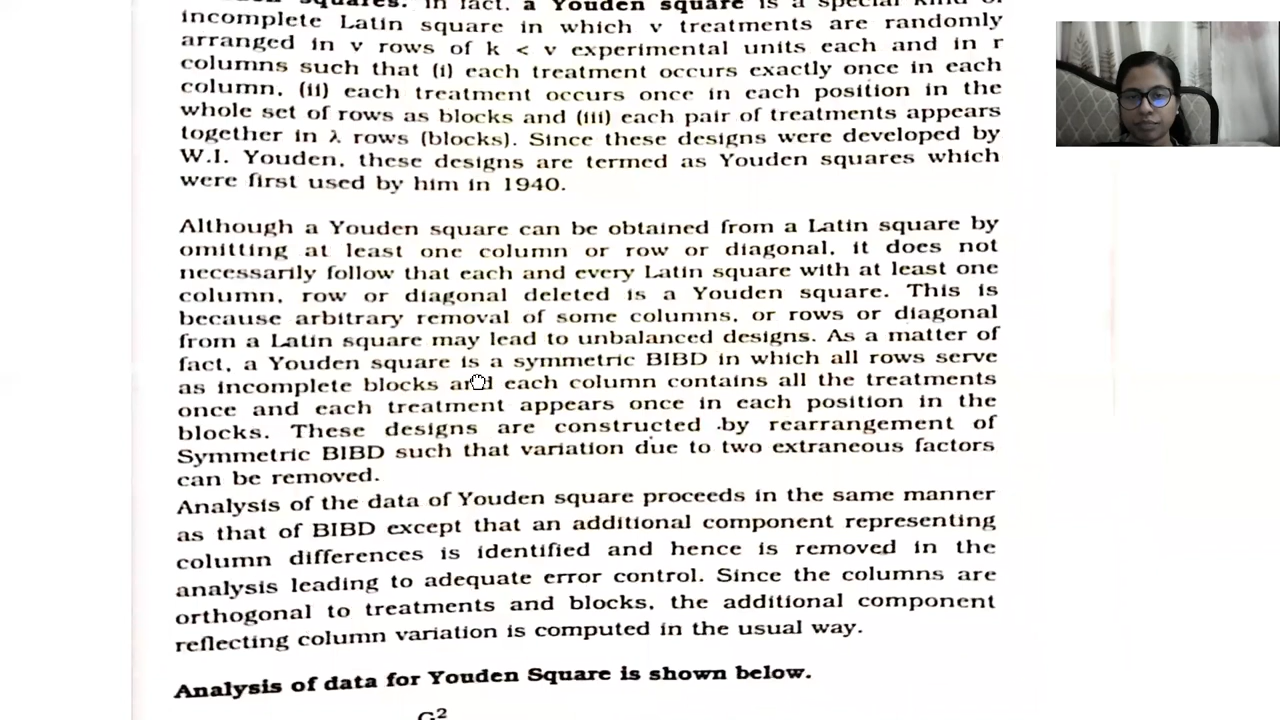 squares. In fact, a Youden square is a special kind of
incomplete Latin square in which v treatments are randomly
arranged in v rows of k < v experimental units each and in r
columns such that (i) each treatment occurs exactly once in each
column, (ii) each treatment occurs once in each position in the
whole set of rows as blocks and (iii) each pair of treatments appears
together in λ rows (blocks). Since these designs were developed by
W.I. Youden, these designs are termed as Youden squares which
were first used by him in 1940.
Although a Youden square can be obtained from a Latin square by
omitting at least one column or row or diagonal, it does not
necessarily follow that each and every Latin square with at least one
column, row or diagonal deleted is a Youden square. This is
because arbitrary removal of some columns, or rows or diagonal
from a Latin square may lead to unbalanced designs. As a matter of
fact, a Youden square is a symmetric BIBD in which all rows serve
as incomplete blocks and each column contains all the treatments
once and each treatment appears once in each position in the
blocks. These designs are constructed by rearrangement of
Symmetric BIBD such that variation due to two extraneous factors
can be removed.
Analysis of the data of Youden square proceeds in the same manner
as that of BIBD except that an additional component representing
column differences is identified and hence is removed in the
analysis leading to adequate error control. Since the columns are
orthogonal to treatments and blocks, the additional component
reflecting column variation is computed in the usual way.
Analysis of data for Youden Square is shown below.
G²